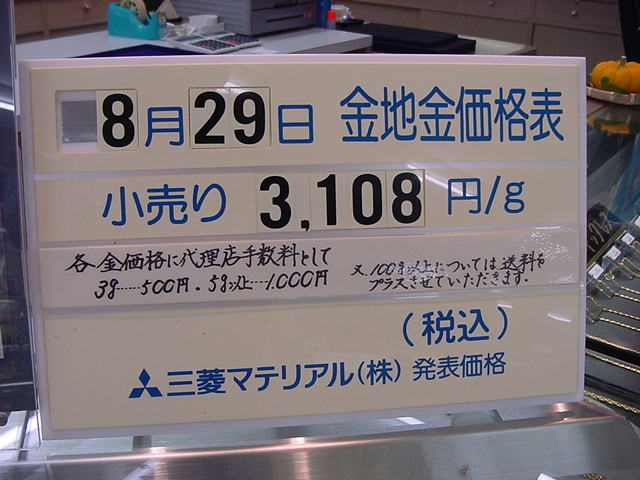 8月29日 金地金価格表
小売り 3,108 円/g
各金価格に代理店手数料として
3g……500円．5g以上…1,000円
又、100g以上については送料を
プラスさせていただきます．
(税込)
三菱マテリアル(株) 発表価格